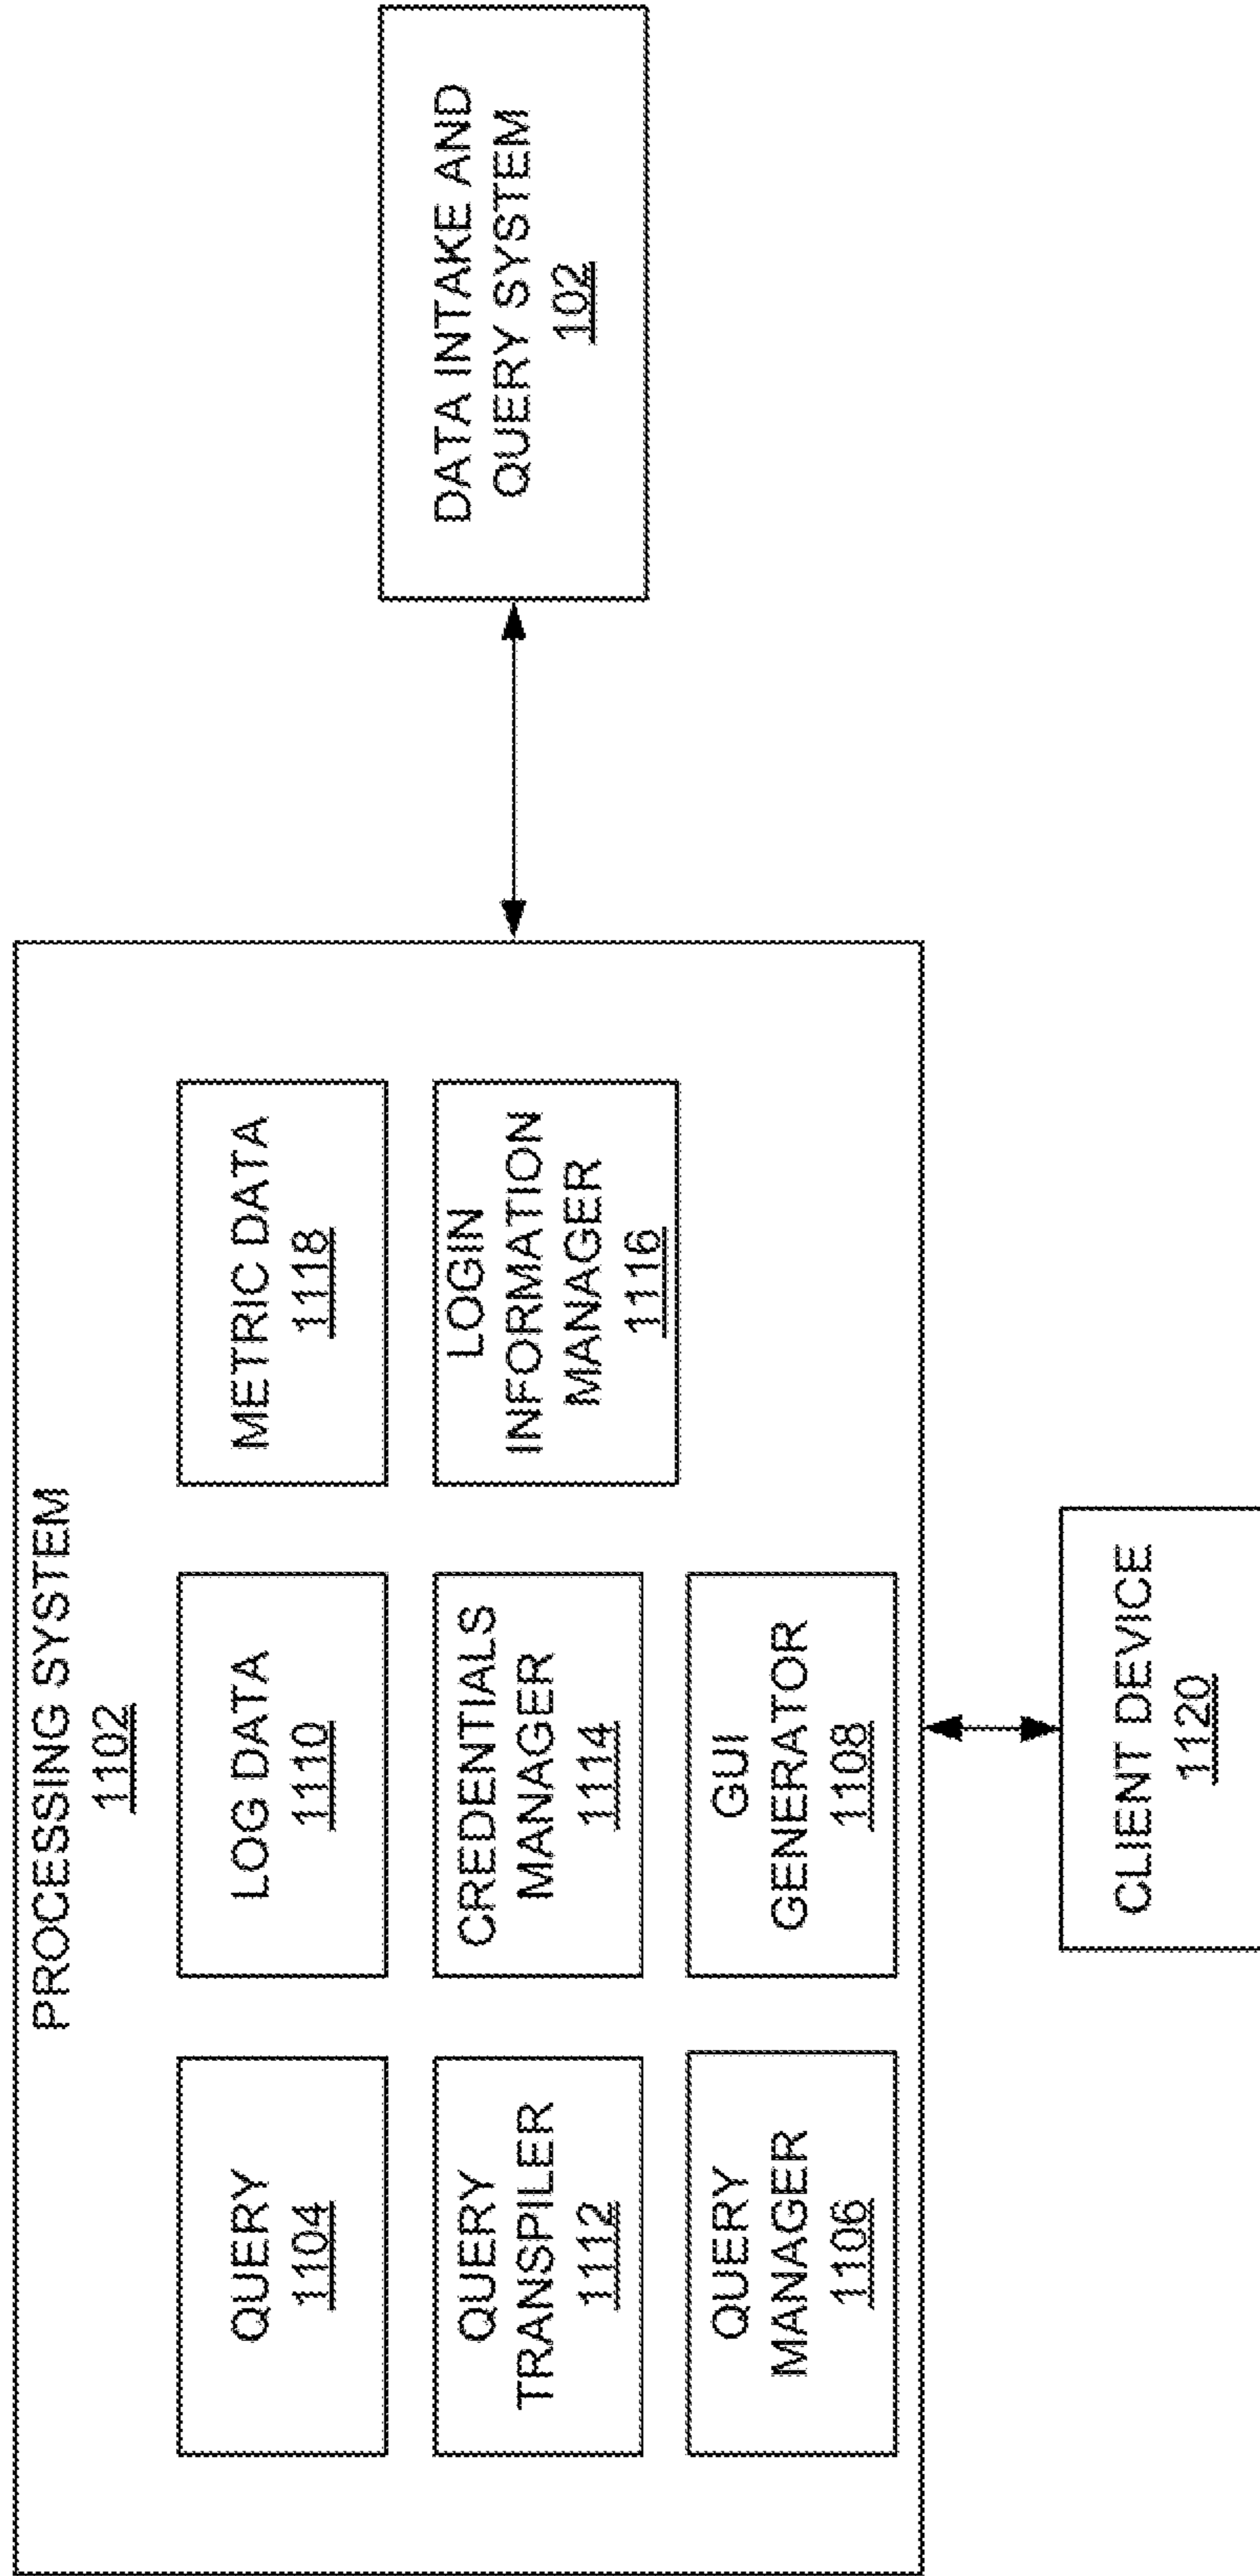 PROCESSING SYSTEM
1102
QUERY
1104
LOG DATA
1110
METRIC DATA
1118
QUERY
TRANSPILER
1112
CREDENTIALS
MANAGER
1114
LOGIN
INFORMATION
MANAGER
1116
QUERY
MANAGER
1106
GUI
GENERATOR
1108
DATA INTAKE AND
QUERY SYSTEM
102
CLIENT DEVICE
1120